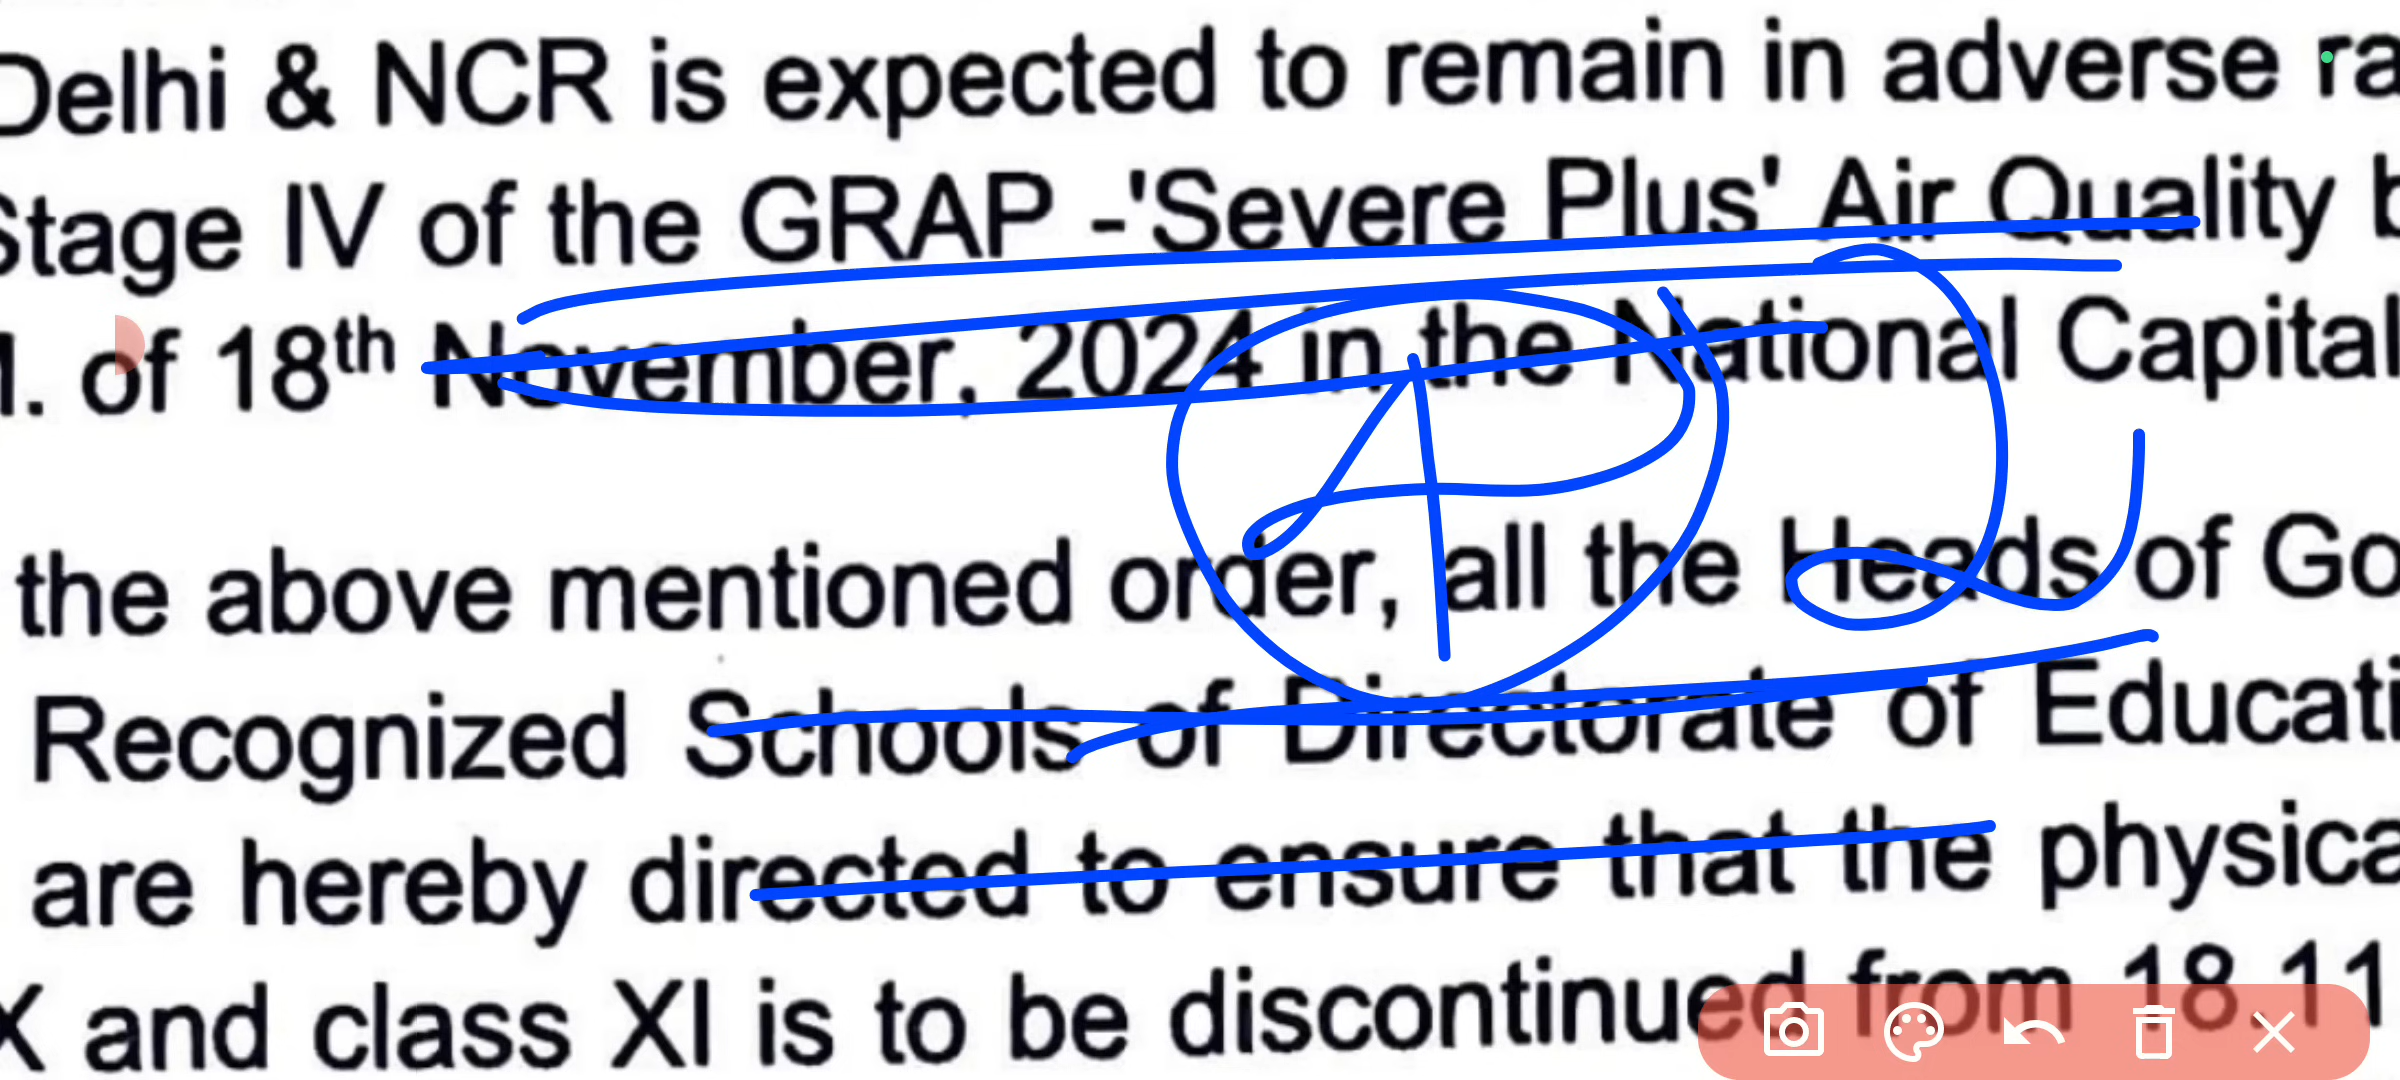 Delhi & NCR is expected to remain in adverse ra
Stage IV of the GRAP -'Severe Plus' Air Quality b
. of 18th November, 2024 in the National Capital
the above mentioned order, all the Heads of Go
Recognized Schools of Directorate of Educati
are hereby directed to ensure that the physica
X and class XI is to be discontinued from 18.11